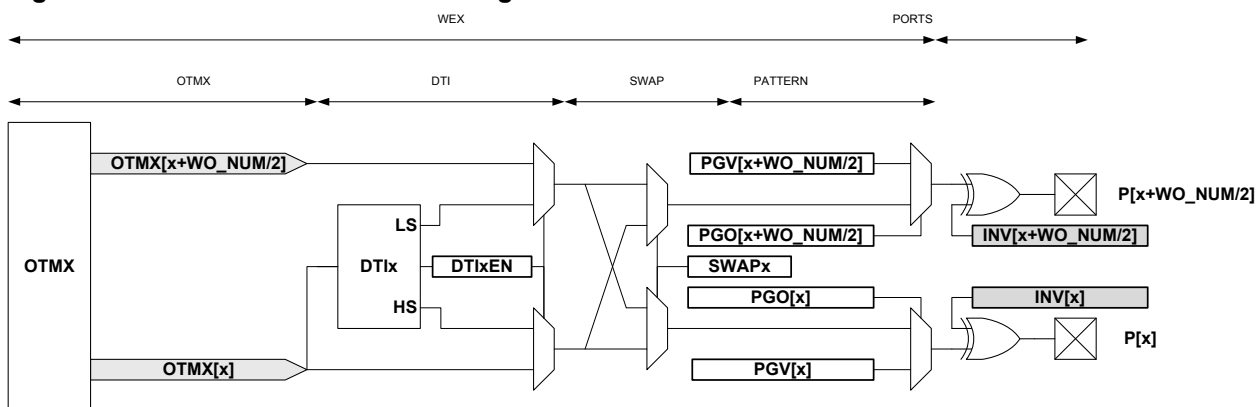 WEX PORTS
OTMX DTI SWAP PATTERN
OTMX[x+WO_NUM/2] PGV[x+WO_NUM/2]
P[x+WO_NUM/2]
LS
PGO[x+WO_NUM/2] INV[x+WO_NUM/2]
OTMX DTIx DTIxEN SWAPx
HS PGO[x] INV[x]
P[x]
OTMX[x] PGV[x]